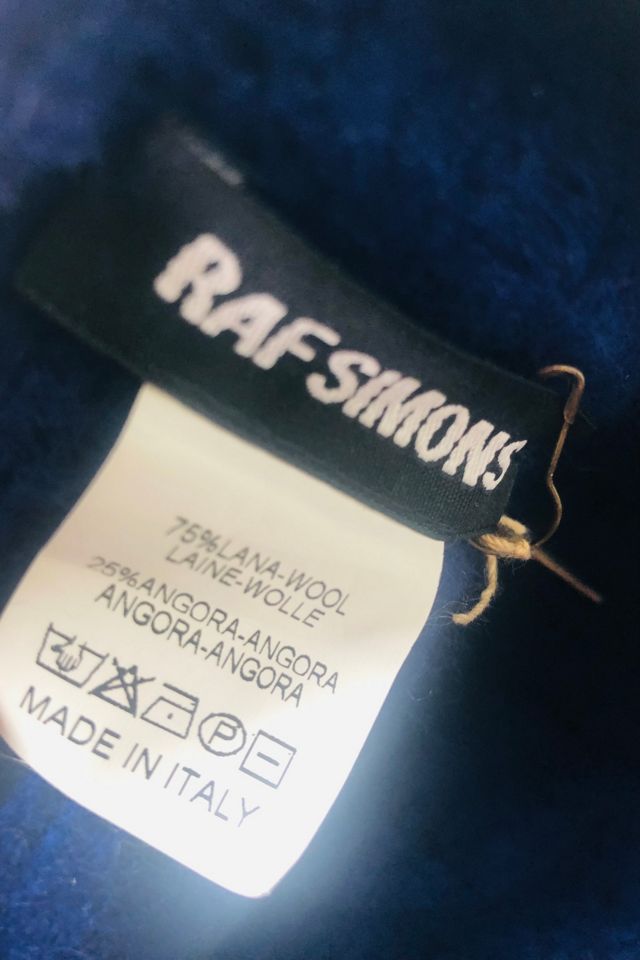 RAF SIMONS
75%LANA-WOOL
LAINE-WOLLE
25%ANGORA-ANGORA
ANGORA-ANGORA
P
MADE IN ITALY